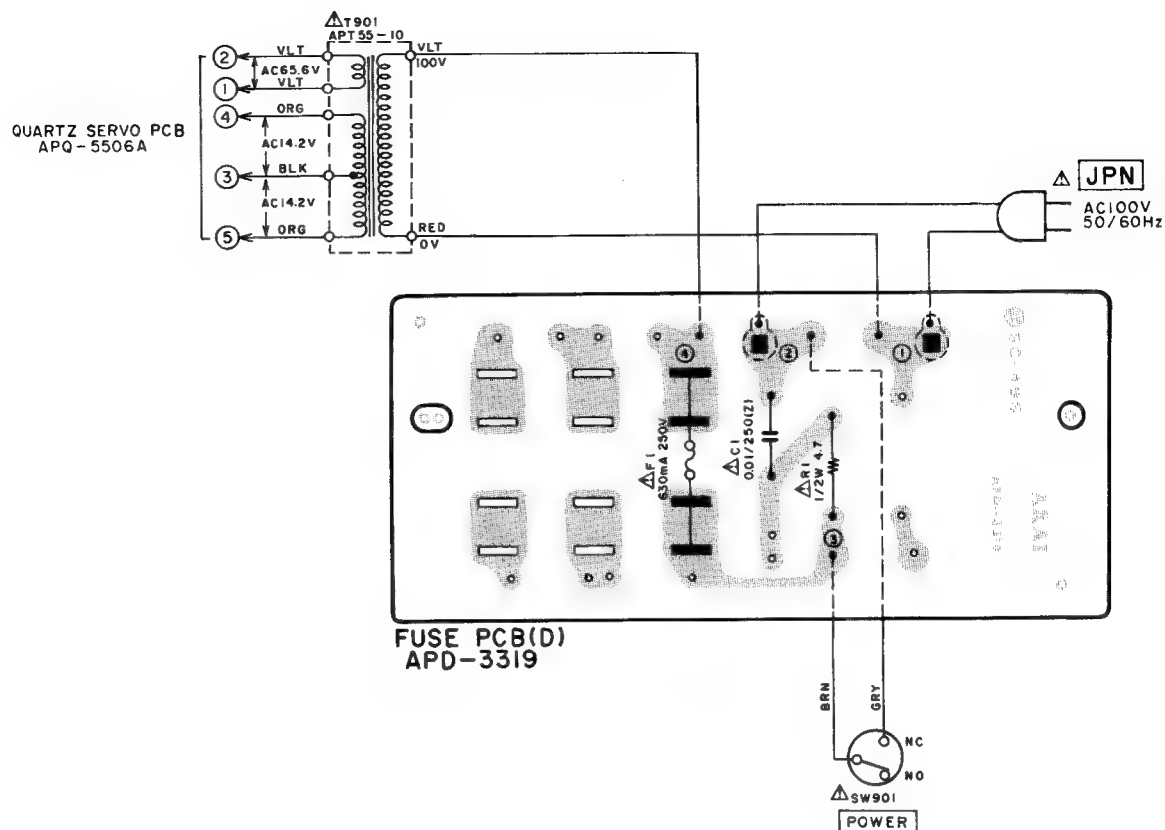 ⚠T901
APT55-10
② VLT
AC65.6V
① VLT
④ ORG
AC14.2V
③ BLK
AC14.2V
⑤ ORG
VLT
100V
RED
0V
QUARTZ SERVO PCB
APQ-5506A
⚠ JPN
AC100V
50/60Hz
④
②
①
⚠F1
630mA 250V
⚠C1
0.01/250(Z)
⚠R1
1/2W 4.7
③
AKAI
APD-3319
FUSE PCB(D)
APD-3319
BRN
GRY
NC
NO
⚠SW901
POWER